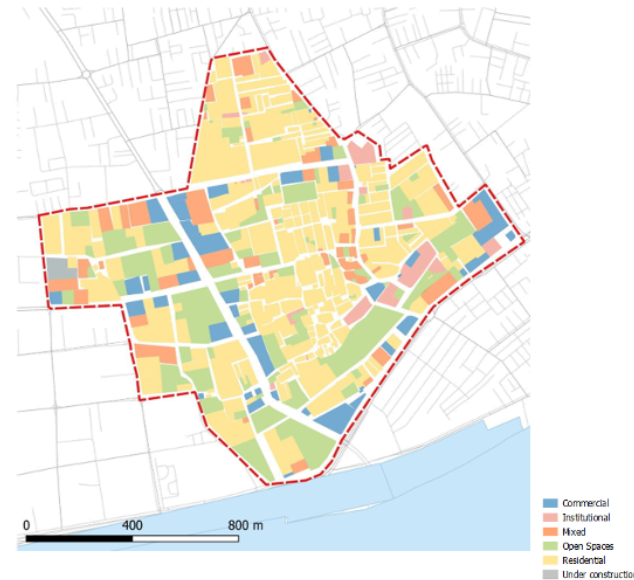 0 400 800 m
Commercial
Institutional
Mixed
Open Spaces
Residential
Under construction